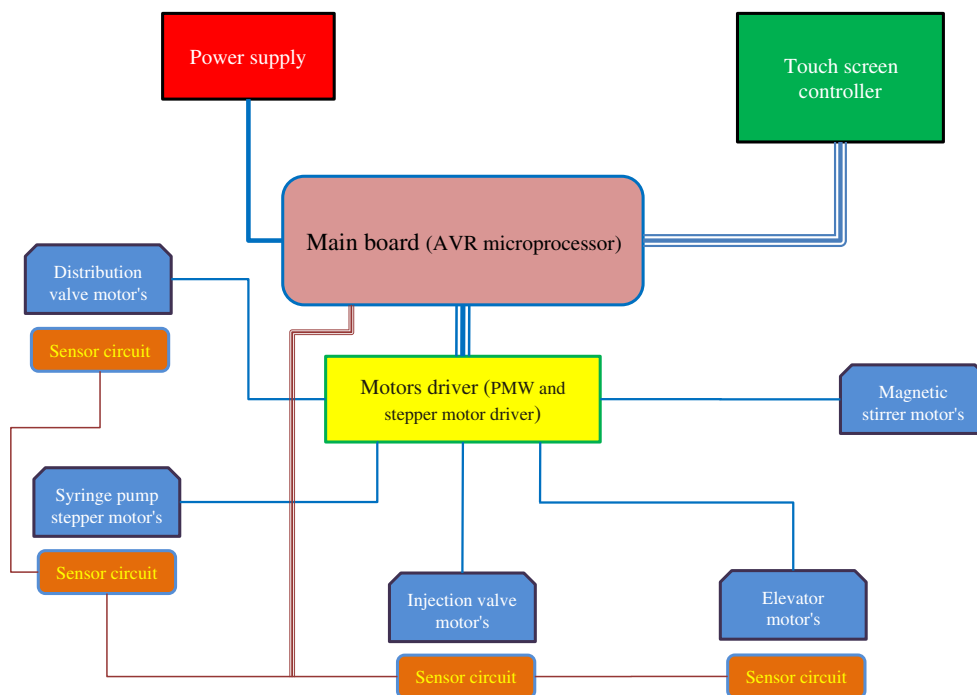 Power supply
Touch screen
controller
Main board (AVR microprocessor)
Distribution
valve motor's
Sensor circuit
Motors driver (PMW and
stepper motor driver)
Magnetic
stirrer motor's
Syringe pump
stepper motor's
Sensor circuit
Injection valve
motor's
Elevator
motor's
Sensor circuit
Sensor circuit